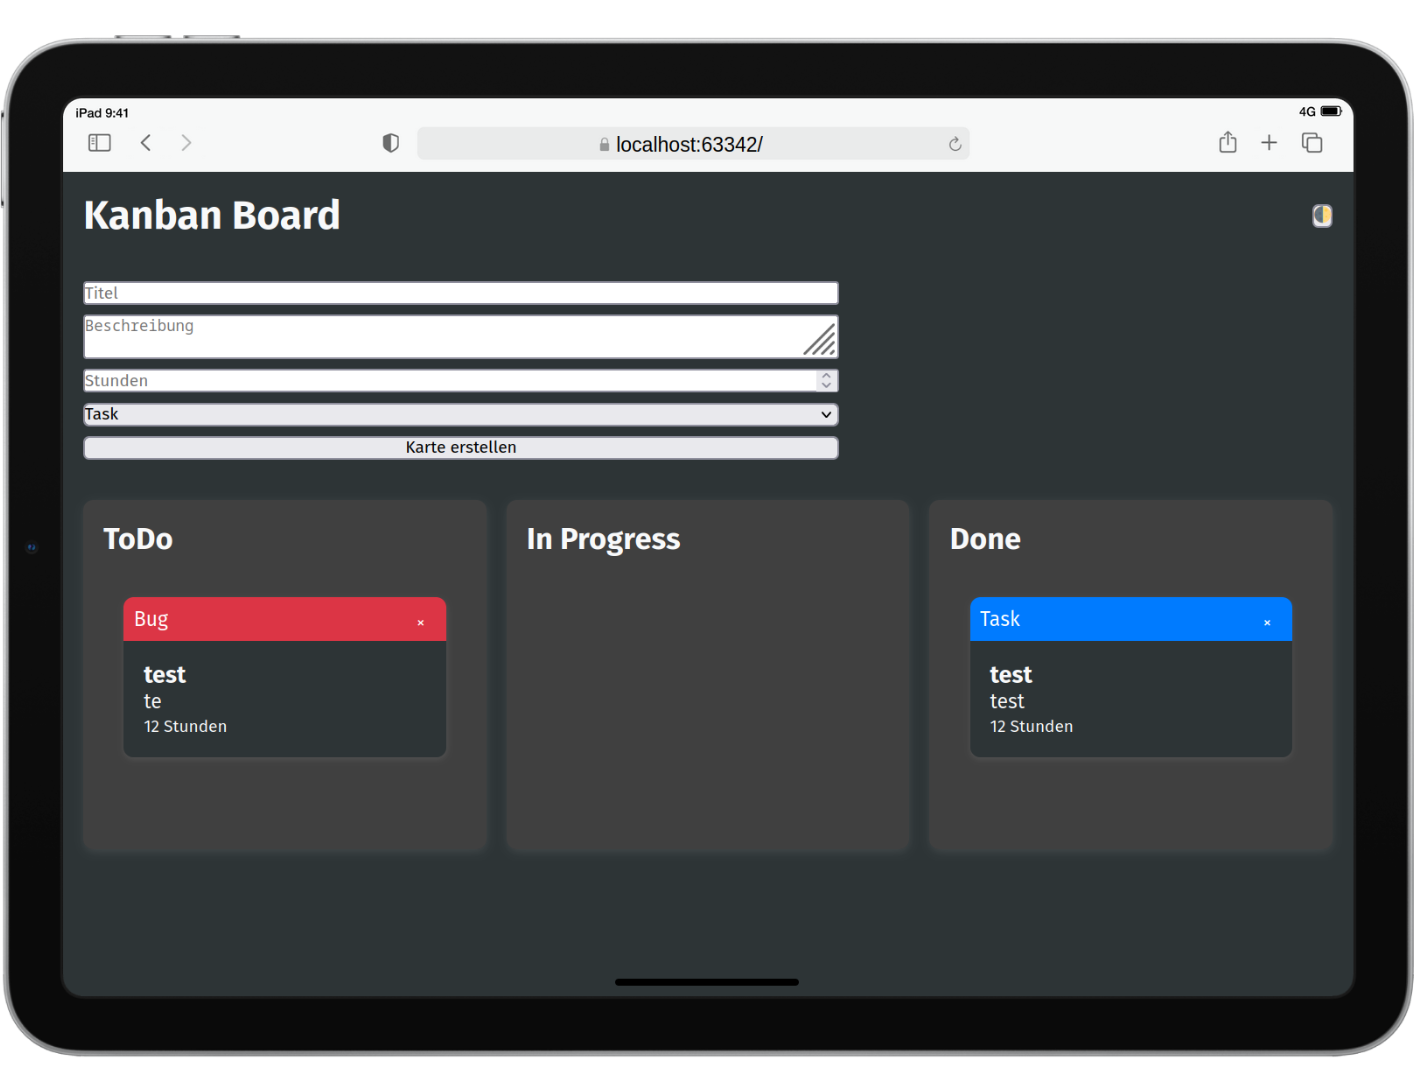 iPad 9:41
4G
localhost:63342/
Kanban Board
Titel
Beschreibung
Stunden
Task
Karte erstellen
ToDo
In Progress
Done
Bug ×
test
te
12 Stunden
Task ×
test
test
12 Stunden